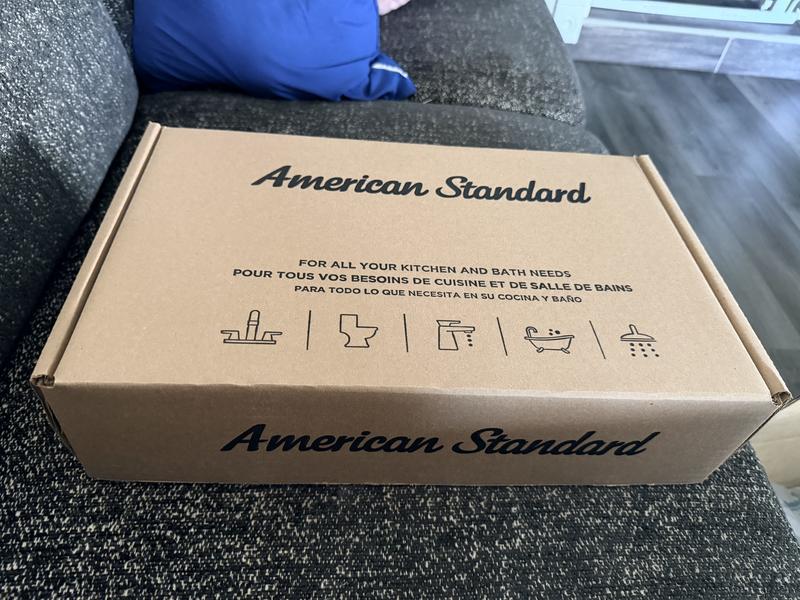 American Standard
FOR ALL YOUR KITCHEN AND BATH NEEDS
POUR TOUS VOS BESOINS DE CUISINE ET DE SALLE DE BAINS
PARA TODO LO QUE NECESITA EN SU COCINA Y BAÑO
American Standard